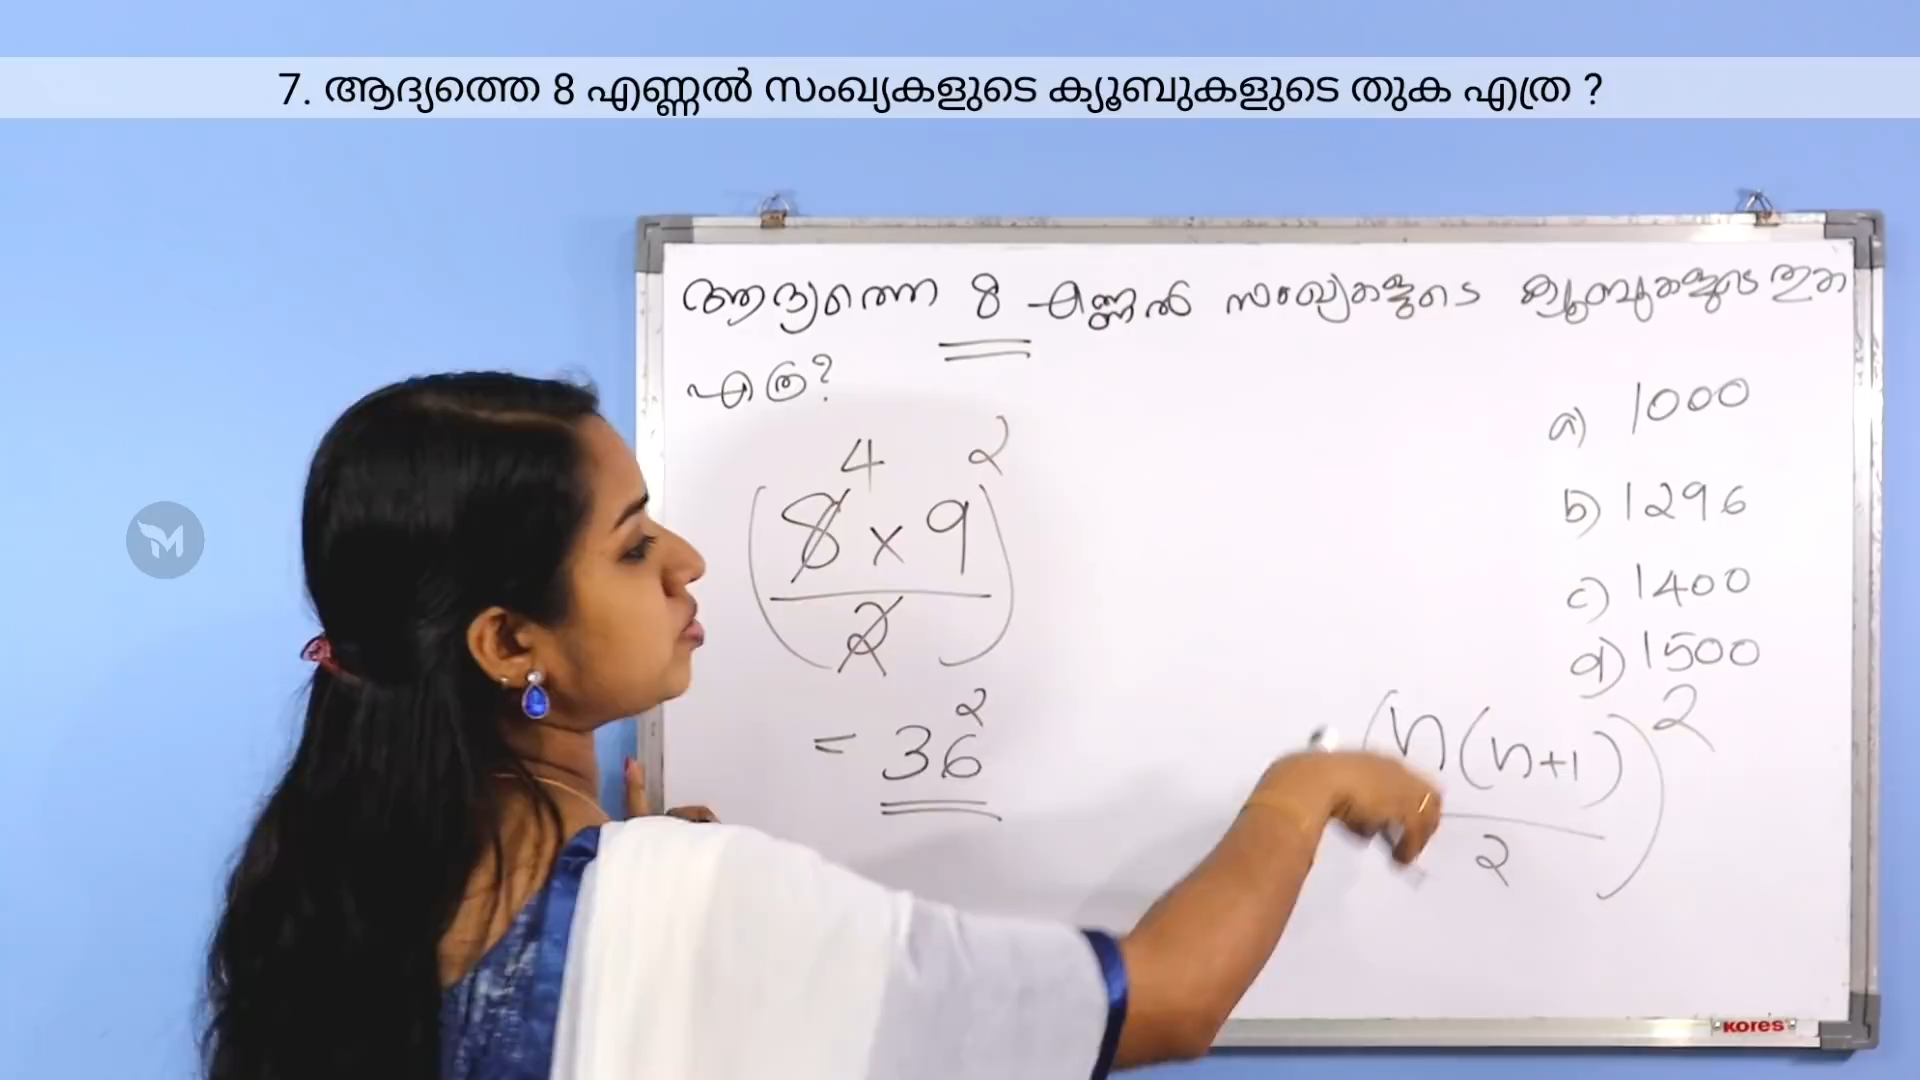 7. ആദ്യത്തെ 8 എണ്ണൽ സംഖ്യകളുടെ ക്യൂബുകളുടെ തുക എത്ര ?
ആദ്യത്തെ 8 എണ്ണൽ സംഖ്യകളുടെ ക്യൂബുകളുടെ തുക
എത്ര?
a) 1000
b) 1296
c) 1400
d) 1500
4 2
(8 x 9)
2
= 36²
(n(n+1))²
2
M
KORES